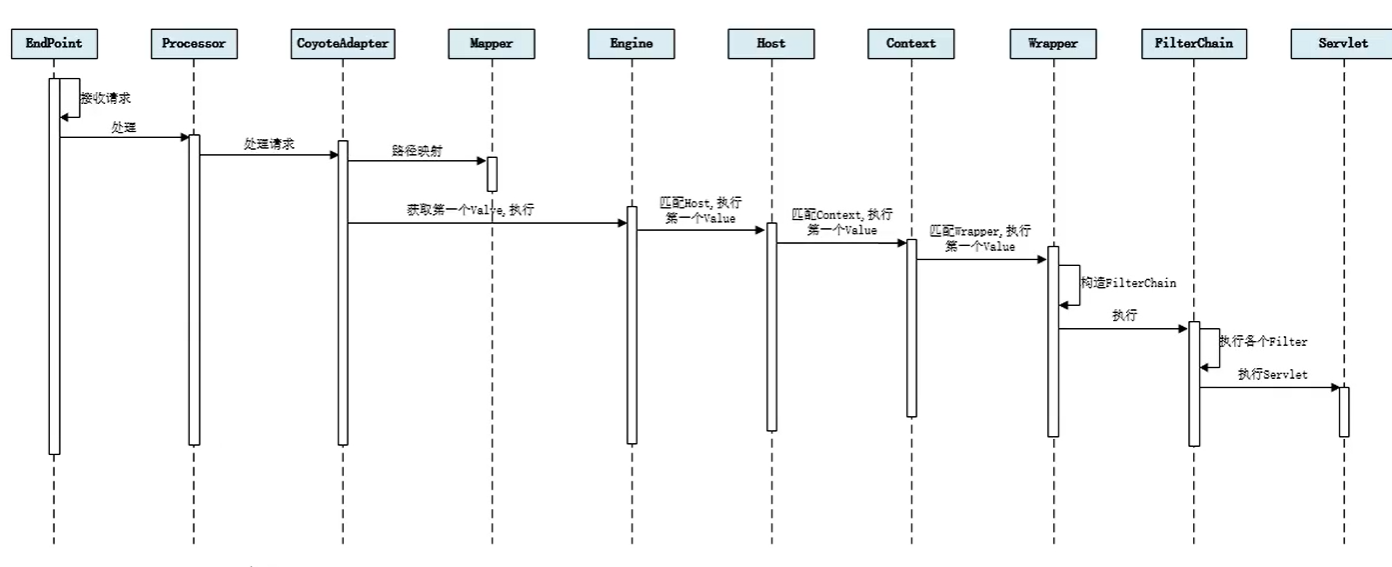 EndPoint
Processor
CoyoteAdapter
Mapper
Engine
Host
Context
Wrapper
FilterChain
Servlet
接收请求
处理
处理请求
路径映射
获取第一个Valve,执行
匹配Host,执行
第一个Value
匹配Context,执行
第一个Value
匹配Wrapper,执行
第一个Value
构造FilterChain
执行
执行各个Filter
执行Servlet